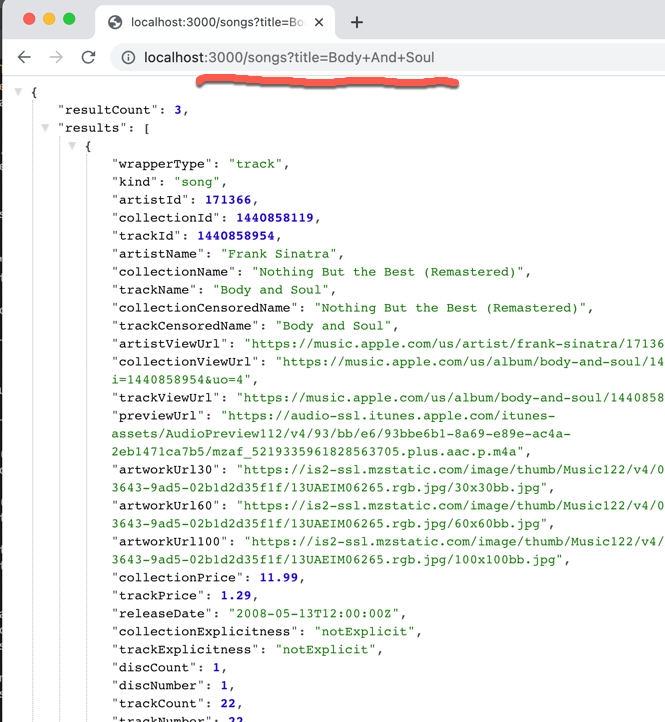 localhost:3000/songs?title=Bo
localhost:3000/songs?title=Body+And+Soul
{
"resultCount": 3,
"results": [
{
"wrapperType": "track",
"kind": "song",
"artistId": 171366,
"collectionId": 1440858119,
"trackId": 1440858954,
"artistName": "Frank Sinatra",
"collectionName": "Nothing But the Best (Remastered)",
"trackName": "Body and Soul",
"collectionCensoredName": "Nothing But the Best (Remastered)",
"trackCensoredName": "Body and Soul",
"artistViewUrl": "https://music.apple.com/us/artist/frank-sinatra/17136
"collectionViewUrl": "https://music.apple.com/us/album/body-and-soul/14
i=1440858954&uo=4",
"trackViewUrl": "https://music.apple.com/us/album/body-and-soul/1440858
"previewUrl": "https://audio-ssl.itunes.apple.com/itunes-
assets/AudioPreview112/v4/93/bb/e6/93bbe6b1-8a69-e89e-ac4a-
2eb1471ca7b5/mzaf_5219335961828563705.plus.aac.p.m4a",
"artworkUrl30": "https://is2-ssl.mzstatic.com/image/thumb/Music122/v4/0
3643-9ad5-02b1d2d35f1f/13UAEIM06265.rgb.jpg/30x30bb.jpg",
"artworkUrl60": "https://is2-ssl.mzstatic.com/image/thumb/Music122/v4/0
3643-9ad5-02b1d2d35f1f/13UAEIM06265.rgb.jpg/60x60bb.jpg",
"artworkUrl100": "https://is2-ssl.mzstatic.com/image/thumb/Music122/v4/
3643-9ad5-02b1d2d35f1f/13UAEIM06265.rgb.jpg/100x100bb.jpg",
"collectionPrice": 11.99,
"trackPrice": 1.29,
"releaseDate": "2008-05-13T12:00:00Z",
"collectionExplicitness": "notExplicit",
"trackExplicitness": "notExplicit",
"discCount": 1,
"discNumber": 1,
"trackCount": 22,
"trackNumber": 22